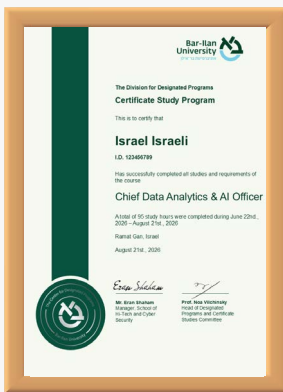 Bar-Ilan
University
The Division for Designated Programs
Certificate Study Program
This is to certify that
Israel Israeli
I.D. 123456789
Has successfully completed all studies and requirements of
the course
Chief Data Analytics & AI Officer
A total of 95 study hours were completed during June 22nd.,
2026 – August 21st., 2026
Ramat Gan, Israel
August 21st., 2026
Eran Shaham
Mr. Eran Shaham
Manager, School of
Hi-Tech and Cyber
Security
Prof. Noa Vilchinsky
Head of Designated
Programs and Certificate
Studies Committee